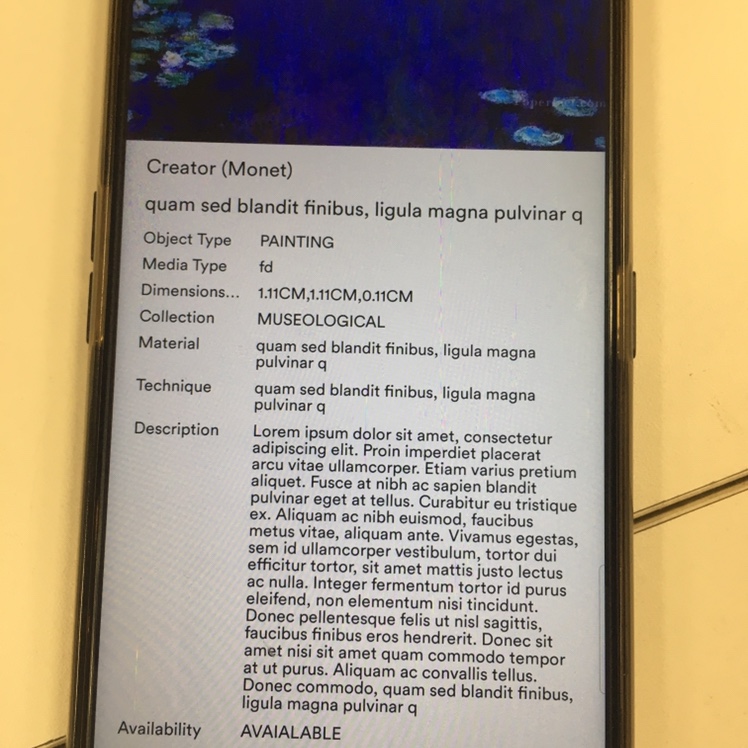 Creator (Monet)
quam sed blandit finibus, ligula magna pulvinar q
Object Type PAINTING
Media Type fd
Dimensions... 1.11CM,1.11CM,0.11CM
Collection MUSEOLOGICAL
Material quam sed blandit finibus, ligula magna
pulvinar q
Technique quam sed blandit finibus, ligula magna
pulvinar q
Description Lorem ipsum dolor sit amet, consectetur
adipiscing elit. Proin imperdiet placerat
arcu vitae ullamcorper. Etiam varius pretium
aliquet. Fusce at nibh ac sapien blandit
pulvinar eget at tellus. Curabitur eu tristique
ex. Aliquam ac nibh euismod, faucibus
metus vitae, aliquam ante. Vivamus egestas,
sem id ullamcorper vestibulum, tortor dui
efficitur tortor, sit amet mattis justo lectus
ac nulla. Integer fermentum tortor id purus
eleifend, non elementum nisi tincidunt.
Donec pellentesque felis ut nisl sagittis,
faucibus finibus eros hendrerit. Donec sit
amet nisi sit amet quam commodo tempor
at ut purus. Aliquam ac convallis tellus.
Donec commodo, quam sed blandit finibus,
ligula magna pulvinar q
Availability AVAIALABLE